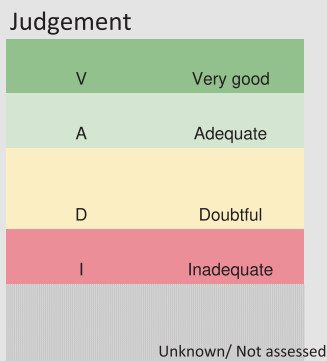 Judgement
V Very good
A Adequate
D Doubtful
I Inadequate
Unknown/ Not assessed